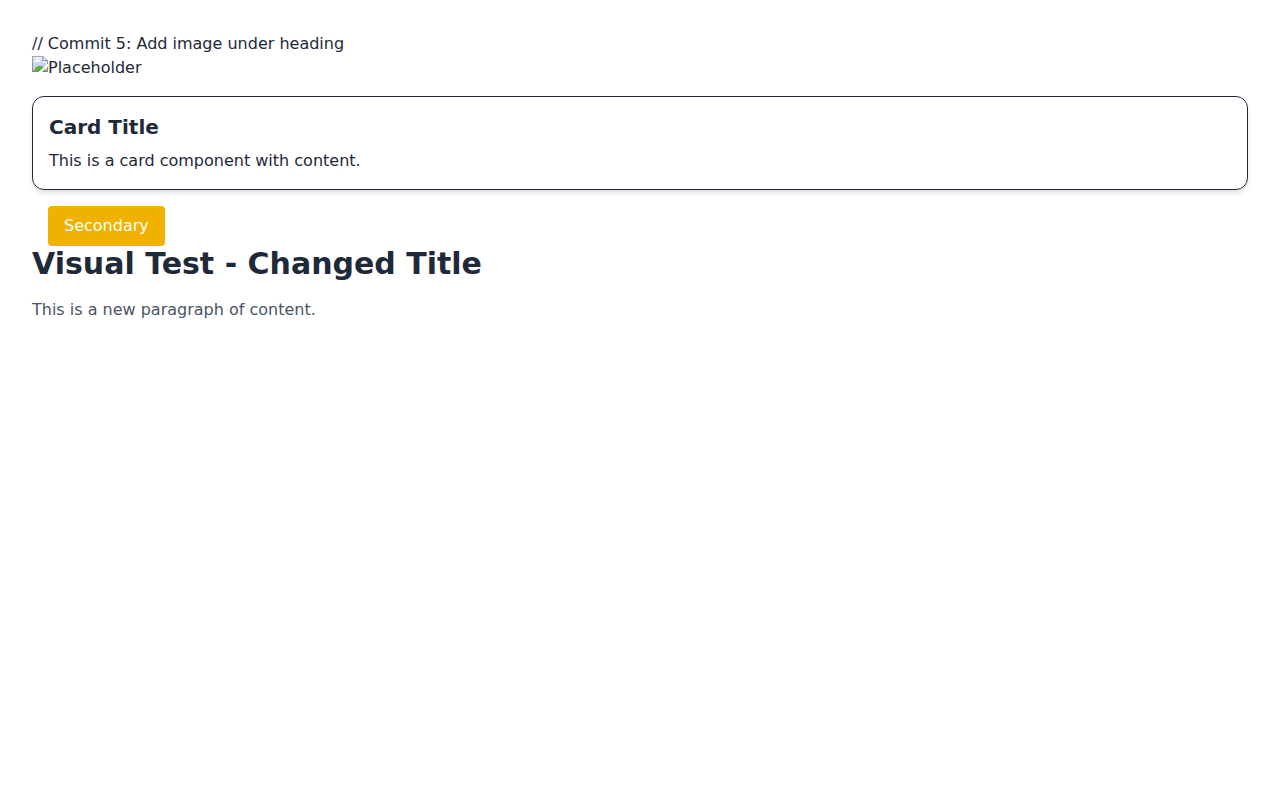 // Commit 5: Add image under heading
Placeholder
Card Title
This is a card component with content.
Secondary
Visual Test - Changed Title
This is a new paragraph of content.